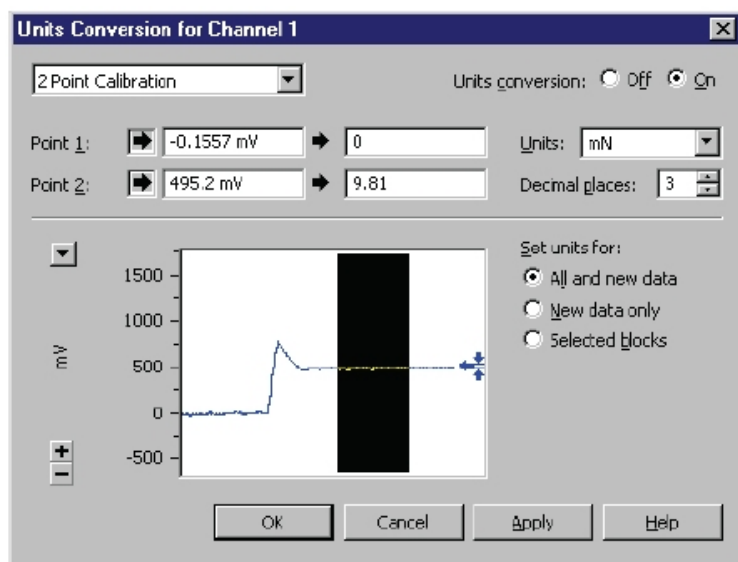 Units Conversion for Channel 1
2 Point Calibration
Units conversion: Off On
Point 1: -0.1557 mV 0 Units: mN
Point 2: 495.2 mV 9.81 Decimal places: 3
Set units for:
All and new data
New data only
Selected blocks
mV
1500
1000
500
0
-500
+
−
OK Cancel Apply Help